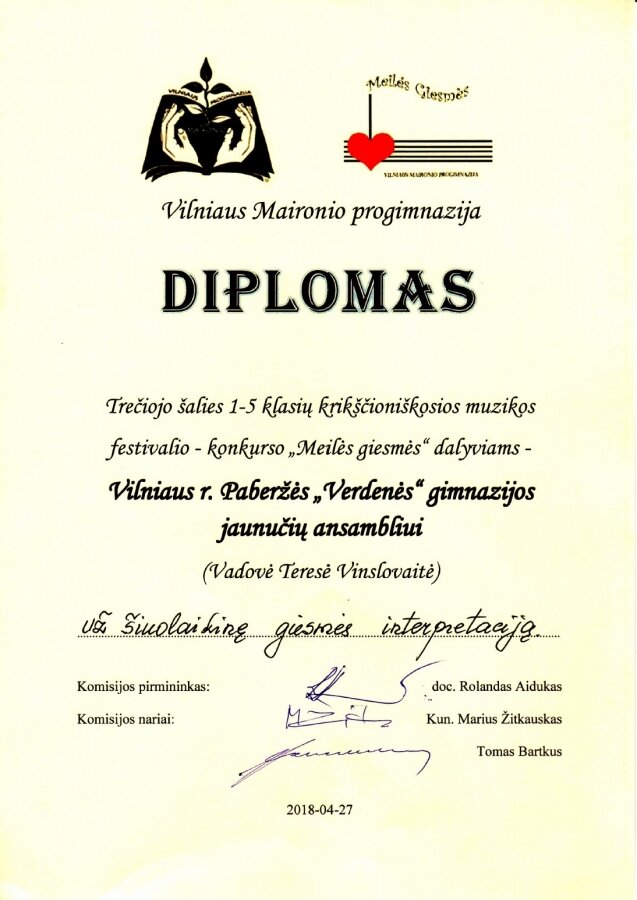 VILNIAUS PROGIMNAZIJA
Meilės Giesmės
VILNIAUS MAIRONIO PROGIMNAZIJA
Vilniaus Maironio progimnazija
DIPLOMAS
Trečiojo šalies 1-5 klasių krikščioniškosios muzikos
festivalio - konkurso „Meilės giesmės“ dalyviams -
Vilniaus r. Paberžės „Verdenės“ gimnazijos
jaunučių ansambliui
(Vadovė Teresė Vinslovaitė)
už šiuolaikinę giesmės interpretaciją.
Komisijos pirmininkas: doc. Rolandas Aidukas
Komisijos nariai: Kun. Marius Žitkauskas
Tomas Bartkus
2018-04-27